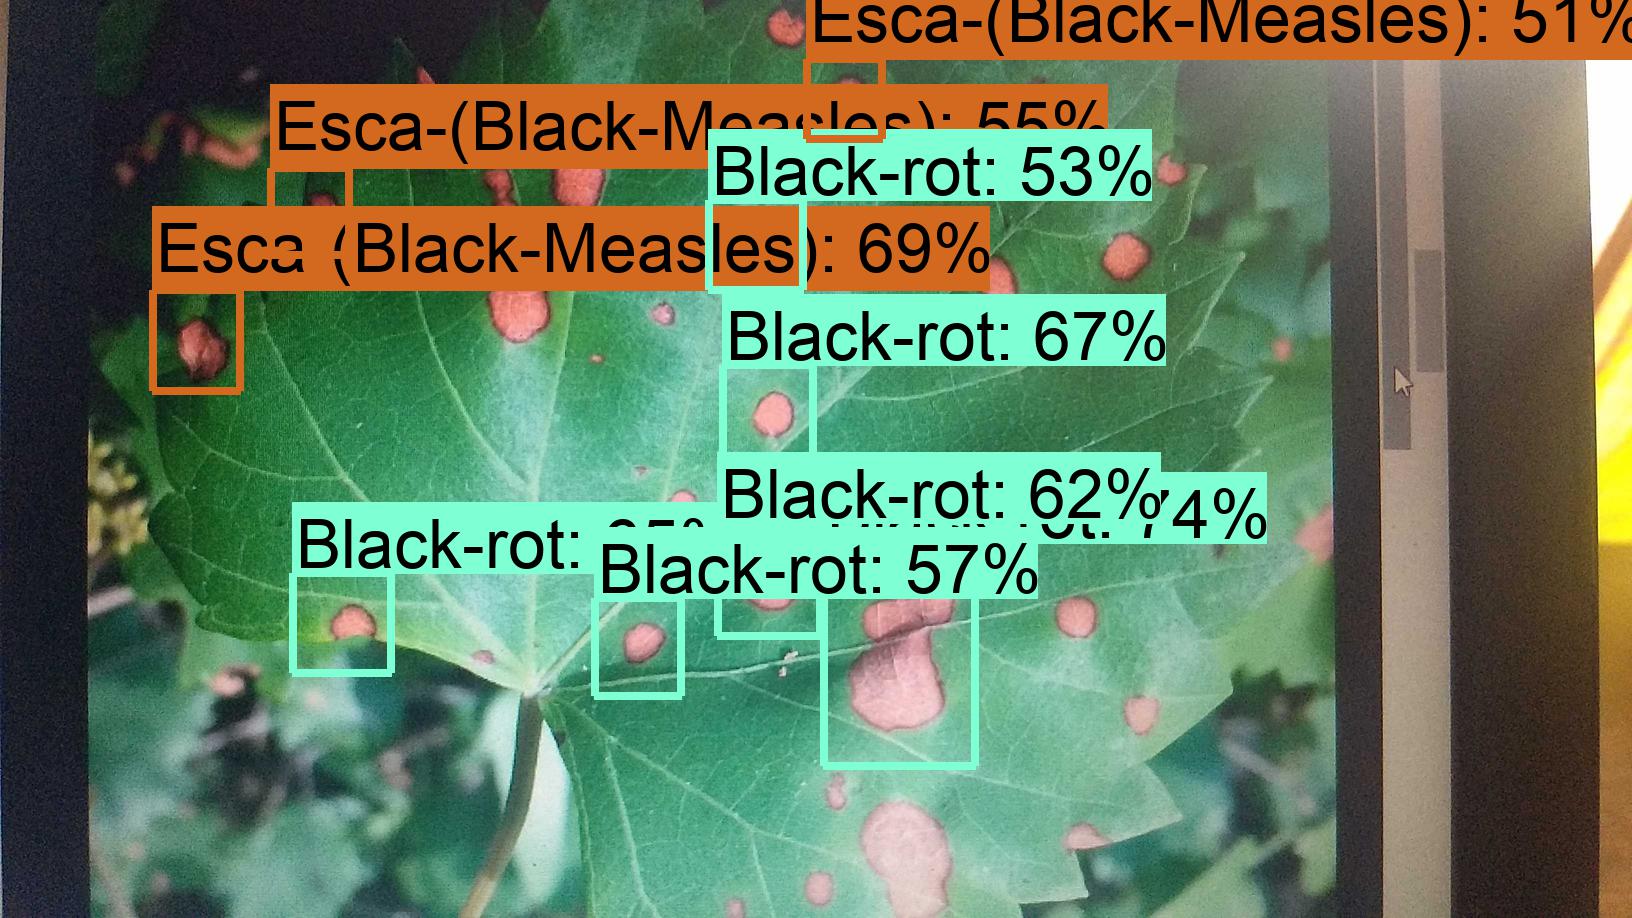 Esca-(Black-Measles): 51%
Esca-(Black-Measles): 55%
Black-rot: 53%
Esca (Black-Measles): 69%
Black-rot: 67%
Black-rot: 62%
74%
Black-rot:
Black-rot: 57%